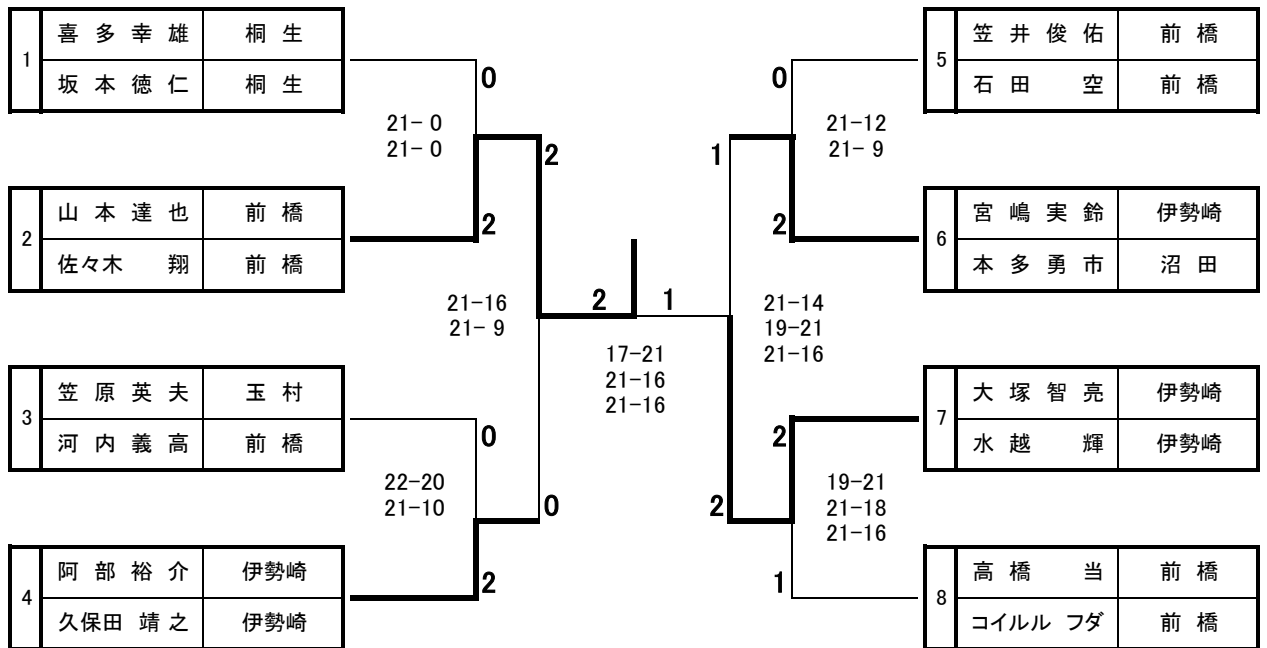 1
喜 多 幸 雄 桐 生
坂 本 徳 仁 桐 生
0
21- 0
21- 0
2
2
山 本 達 也 前 橋
佐々木 翔 前 橋
2
21-16
21- 9
3
笠 原 英 夫 玉 村
河 内 義 高 前 橋
0
22-20
21-10
0
4
阿 部 裕 介 伊勢崎
久保田 靖 之 伊勢崎
2
2 1
17-21
21-16
21-16
5
笠 井 俊 佑 前 橋
石 田 空 前 橋
0
21-12
21- 9
1
6
宮 嶋 実 鈴 伊勢崎
本 多 勇 市 沼 田
2
21-14
19-21
21-16
7
大 塚 智 亮 伊勢崎
水 越 輝 伊勢崎
2
19-21
21-18
21-16
2
8
高 橋 当 前 橋
コイルル フダ 前 橋
1